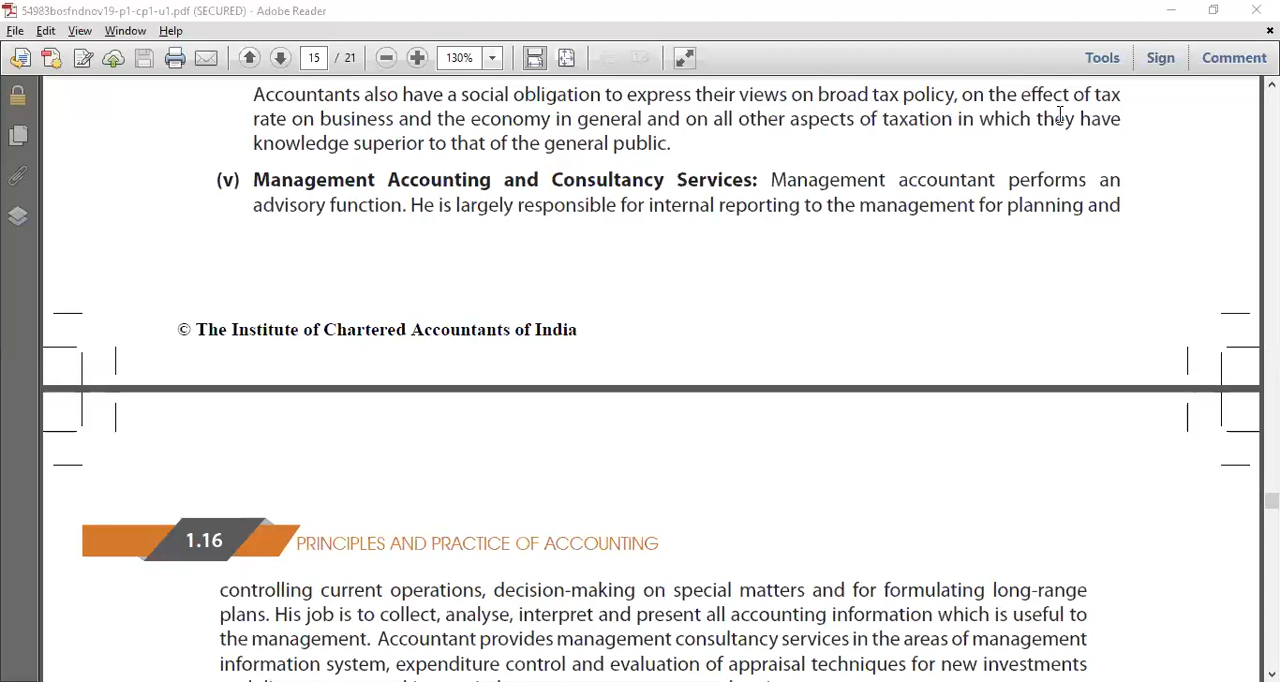 54983bosfndnov19-p1-cp1-u1.pdf (SECURED) - Adobe Reader
File Edit View Window Help
15 / 21 130% Tools Sign Comment
Accountants also have a social obligation to express their views on broad tax policy, on the effect of tax
rate on business and the economy in general and on all other aspects of taxation in which they have
knowledge superior to that of the general public.
(v) Management Accounting and Consultancy Services: Management accountant performs an
advisory function. He is largely responsible for internal reporting to the management for planning and
© The Institute of Chartered Accountants of India
1.16 PRINCIPLES AND PRACTICE OF ACCOUNTING
controlling current operations, decision-making on special matters and for formulating long-range
plans. His job is to collect, analyse, interpret and present all accounting information which is useful to
the management. Accountant provides management consultancy services in the areas of management
information system, expenditure control and evaluation of appraisal techniques for new investments